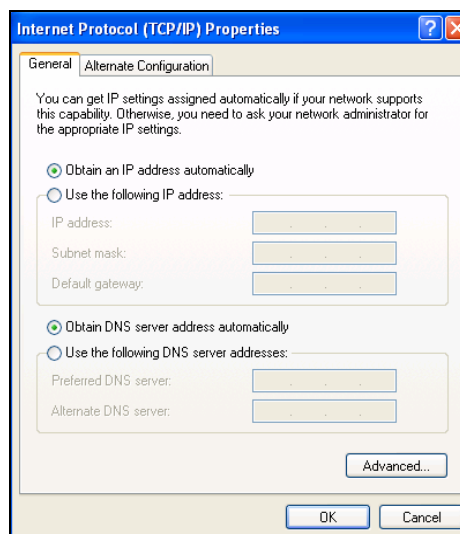 Internet Protocol (TCP/IP) Properties
General
Alternate Configuration
You can get IP settings assigned automatically if your network supports
this capability. Otherwise, you need to ask your network administrator for
the appropriate IP settings.
Obtain an IP address automatically
Use the following IP address:
IP address:
Subnet mask:
Default gateway:
Obtain DNS server address automatically
Use the following DNS server addresses:
Preferred DNS server:
Alternate DNS server:
Advanced...
OK
Cancel